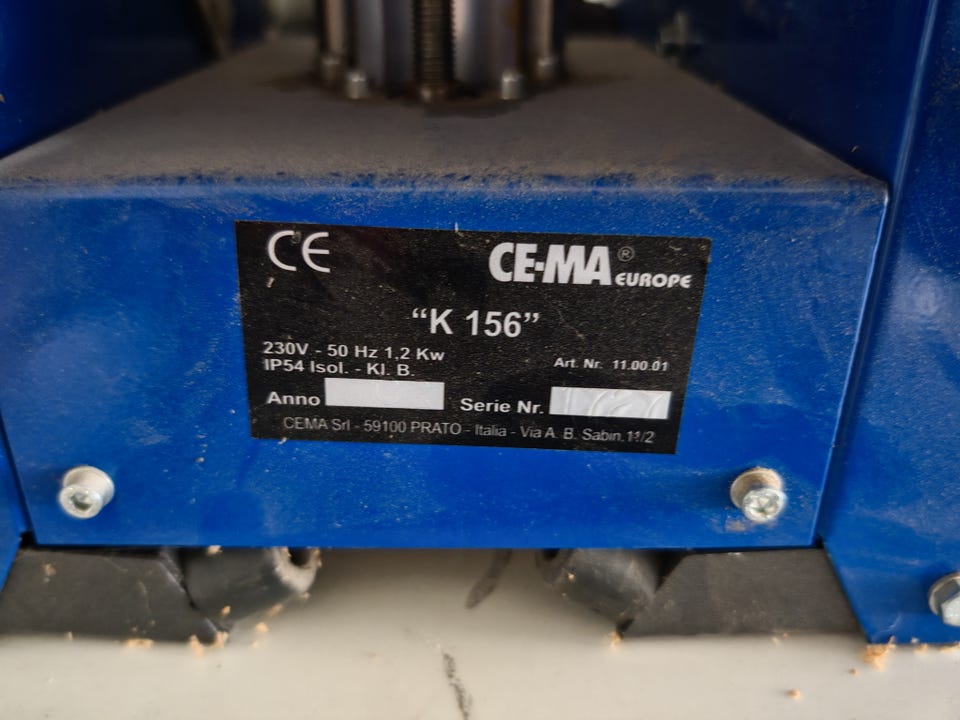 CE
CE-MA® EUROPE
“K 156”
230V - 50 Hz 1,2 Kw
IP54 Isol. - Kl. B.
Art. Nr. 11.00.01
Anno
Serie Nr.
CEMA Srl - 59100 PRATO - Italia - Via A. B. Sabin.11/2